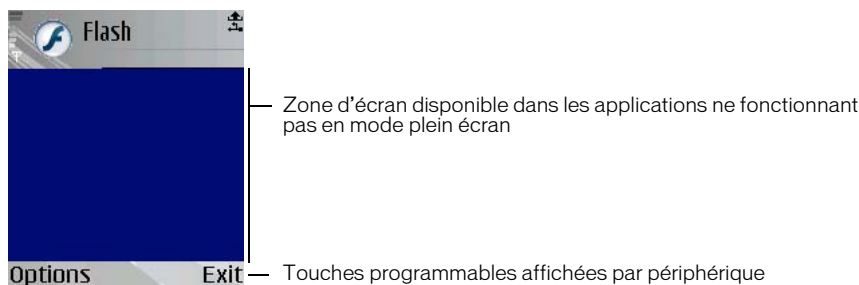 Flash
Zone d’écran disponible dans les applications ne fonctionnant
pas en mode plein écran
Options Exit
Touches programmables affichées par périphérique